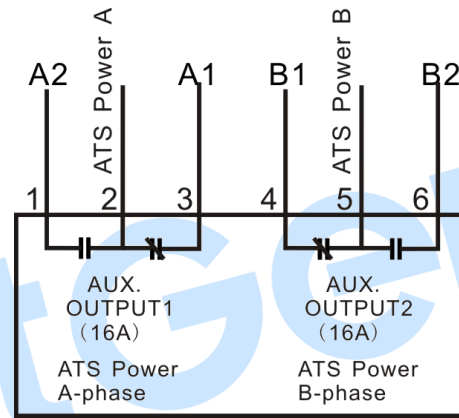 A2
ATS Power A
A1
B1
ATS Power B
B2
1
2
3
4
5
6
AUX.
OUTPUT1
(16A)
ATS Power
A-phase
AUX.
OUTPUT2
(16A)
ATS Power
B-phase
tGe